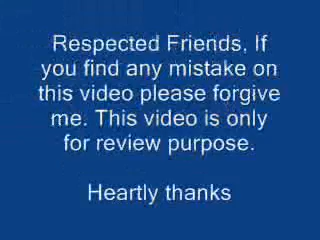 Respected Friends, If
you find any mistake on
this video please forgive
me. This video is only
for review purpose.
Heartly thanks